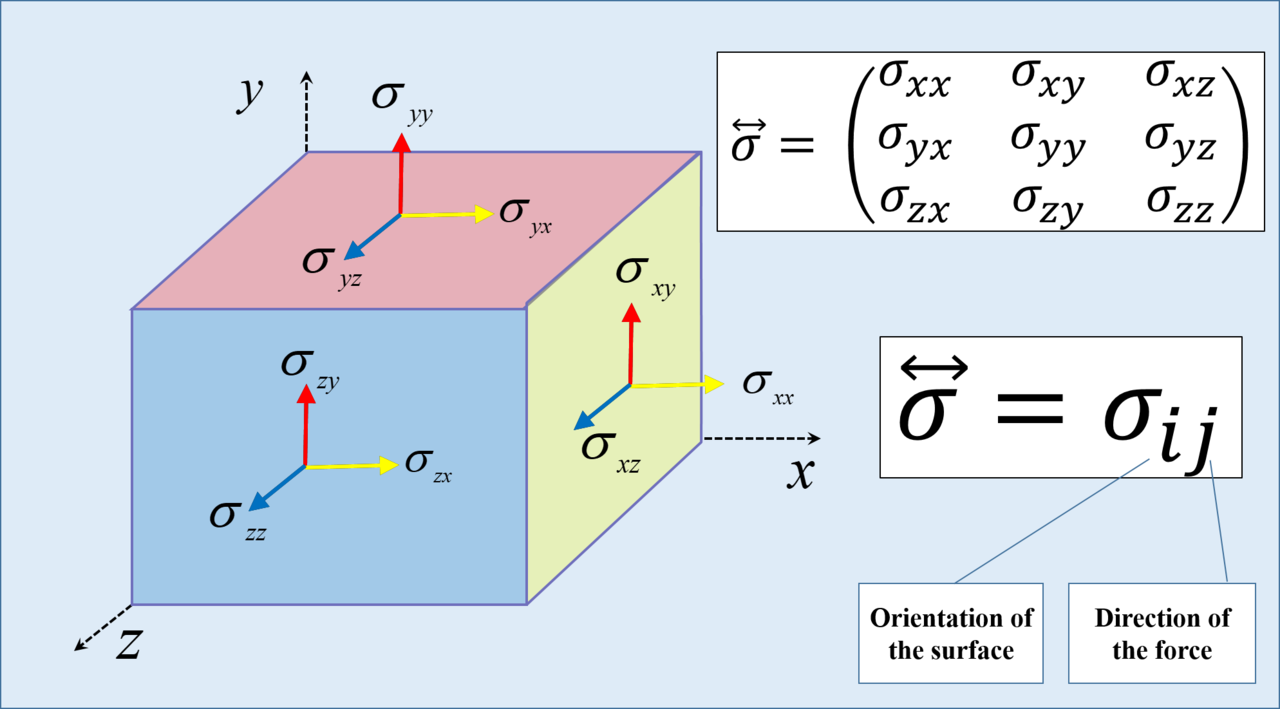 y
σ_yy
σ_yx
σ_yz
σ_xy
σ_xx
σ_xz
σ_zy
σ_zx
σ_zz
x
z
σ⃡ = ( σ_xx σ_xy σ_xz
σ_yx σ_yy σ_yz
σ_zx σ_zy σ_zz )
σ⃡ = σ_ij
Orientation of
the surface
Direction of
the force